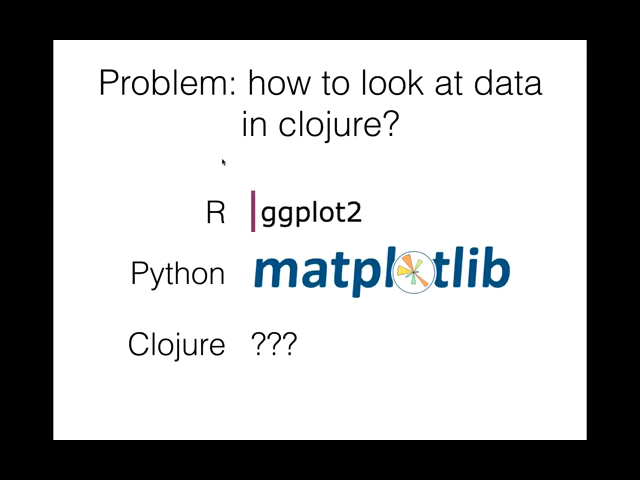 Problem: how to look at data
in clojure?
R ggplot2
Python matplotlib
Clojure ???